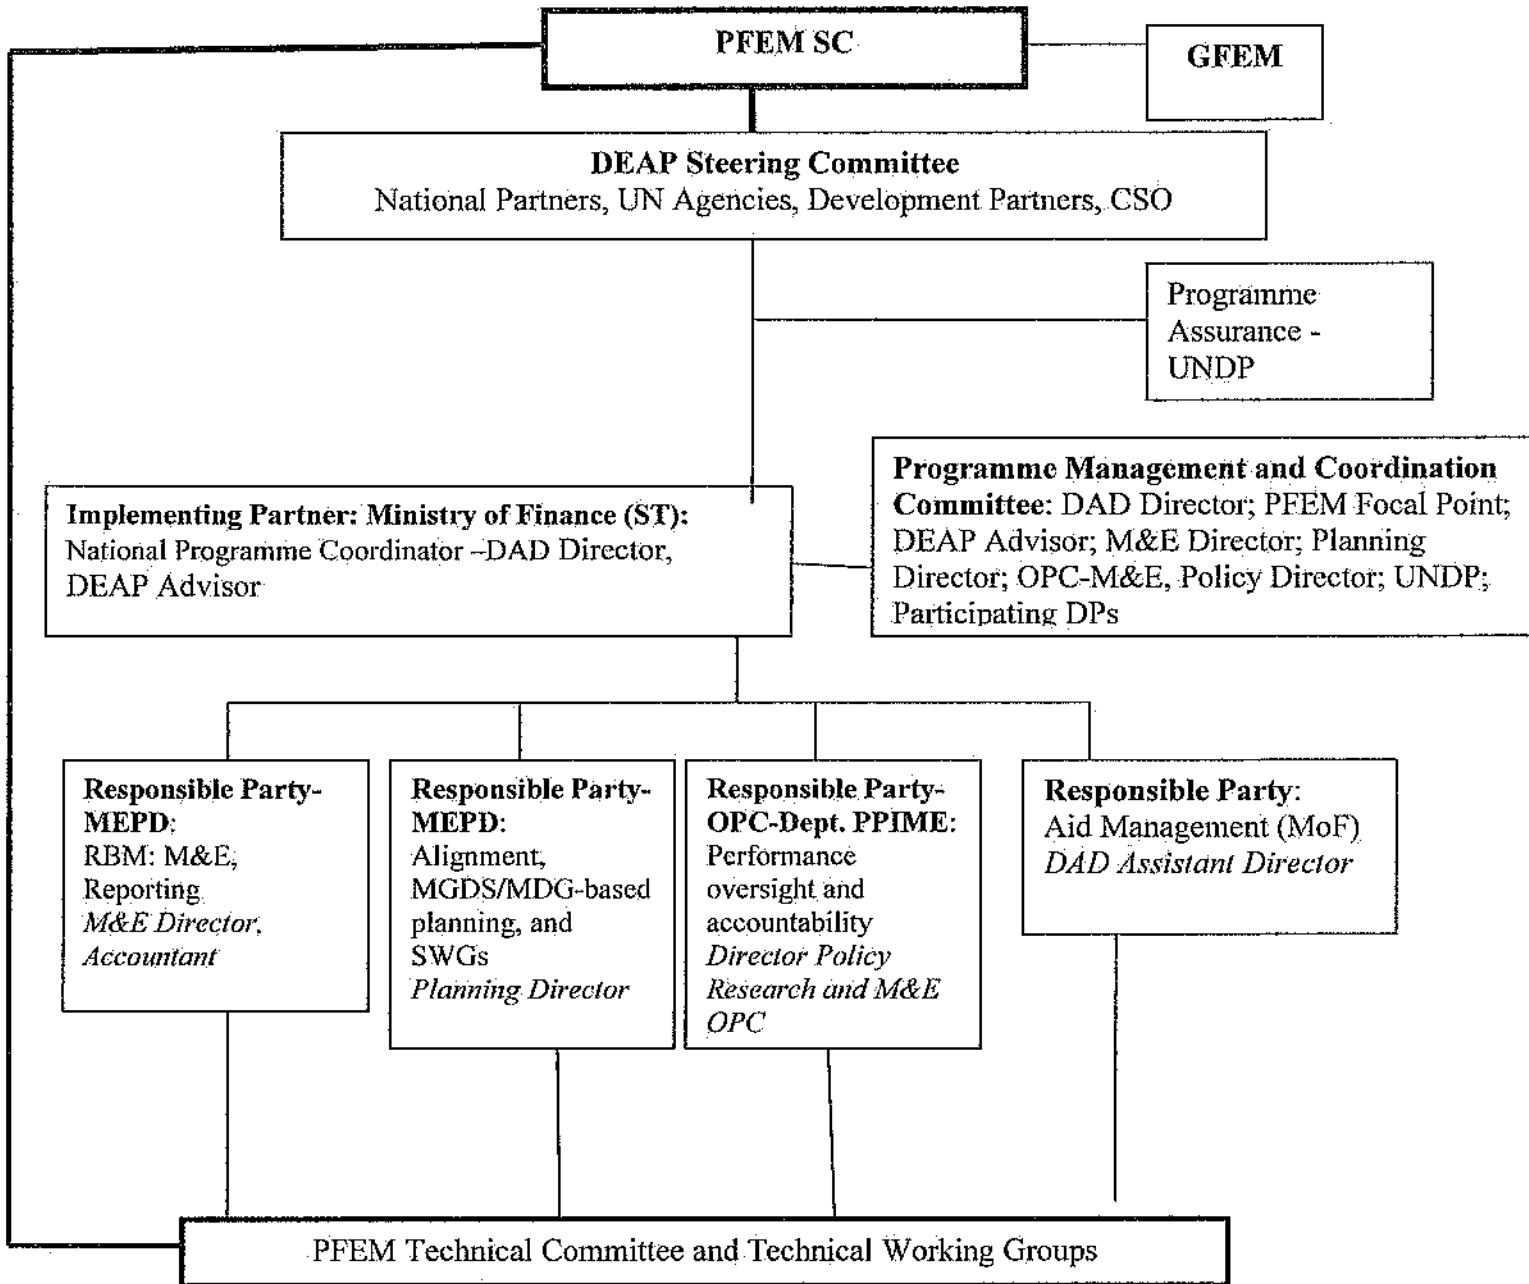 PFEM SC
GFEM
DEAP Steering Committee
National Partners, UN Agencies, Development Partners, CSO
Programme
Assurance -
UNDP
Programme Management and Coordination
Committee: DAD Director; PFEM Focal Point;
DEAP Advisor; M&E Director; Planning
Director; OPC-M&E, Policy Director; UNDP;
Participating DPs
Implementing Partner: Ministry of Finance (ST):
National Programme Coordinator –DAD Director,
DEAP Advisor
Responsible Party-
MEPD:
RBM: M&E,
Reporting
M&E Director,
Accountant
Responsible Party-
MEPD:
Alignment,
MGDS/MDG-based
planning, and
SWGs
Planning Director
Responsible Party-
OPC-Dept. PPIME:
Performance
oversight and
accountability
Director Policy
Research and M&E
OPC
Responsible Party:
Aid Management (MoF)
DAD Assistant Director
PFEM Technical Committee and Technical Working Groups